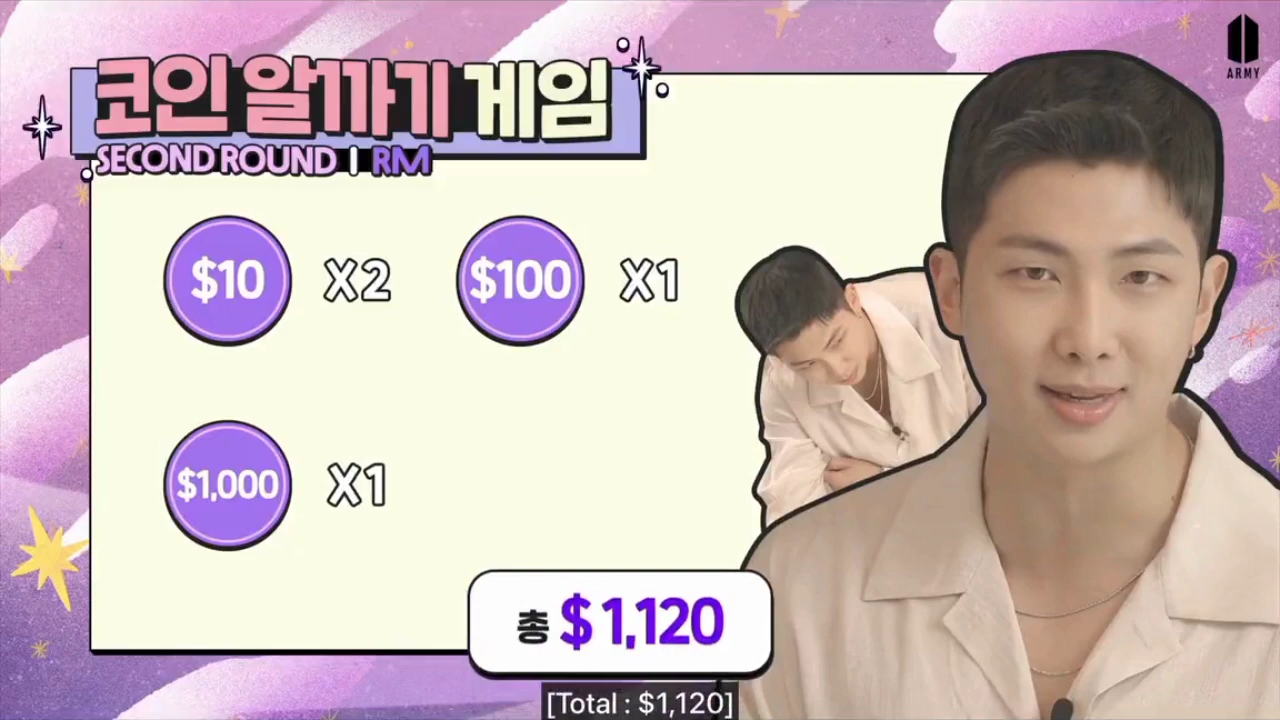 코인 알까기 게임
SECOND ROUND | RM
$10 X2 $100 X1
$1,000 X1
총 $1,120
[Total : $1,120]
ARMY